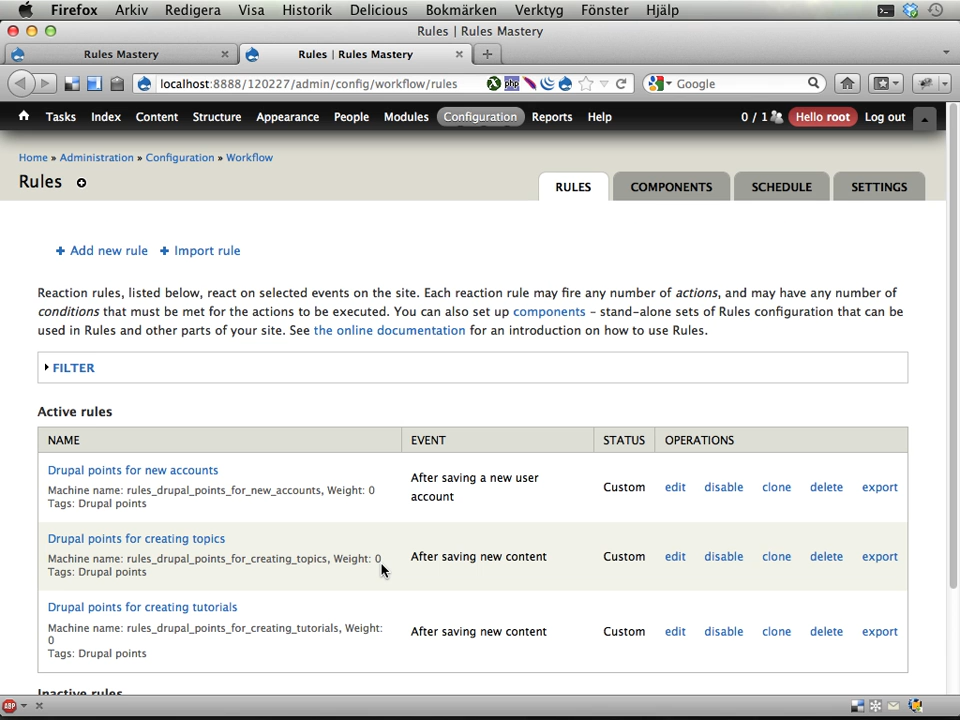 Firefox Arkiv Redigera Visa Historik Delicious Bokmärken Verktyg Fönster Hjälp
Rules | Rules Mastery
Rules Mastery
Rules | Rules Mastery
localhost:8888/120227/admin/config/workflow/rules
php
Google
Tasks Index Content Structure Appearance People Modules Configuration Reports Help 0 / 1 Hello root Log out
Home » Administration » Configuration » Workflow
Rules
RULES COMPONENTS SCHEDULE SETTINGS
+ Add new rule + Import rule
Reaction rules, listed below, react on selected events on the site. Each reaction rule may fire any number of actions, and may have any number of
conditions that must be met for the actions to be executed. You can also set up components – stand-alone sets of Rules configuration that can be
used in Rules and other parts of your site. See the online documentation for an introduction on how to use Rules.
FILTER
Active rules
NAME EVENT STATUS OPERATIONS
Drupal points for new accounts
Machine name: rules_drupal_points_for_new_accounts, Weight: 0
Tags: Drupal points
After saving a new user
account
Custom edit disable clone delete export
Drupal points for creating topics
Machine name: rules_drupal_points_for_creating_topics, Weight: 0
Tags: Drupal points
After saving new content
Custom edit disable clone delete export
Drupal points for creating tutorials
Machine name: rules_drupal_points_for_creating_tutorials, Weight:
0
Tags: Drupal points
After saving new content
Custom edit disable clone delete export
Inactive rules
ABP